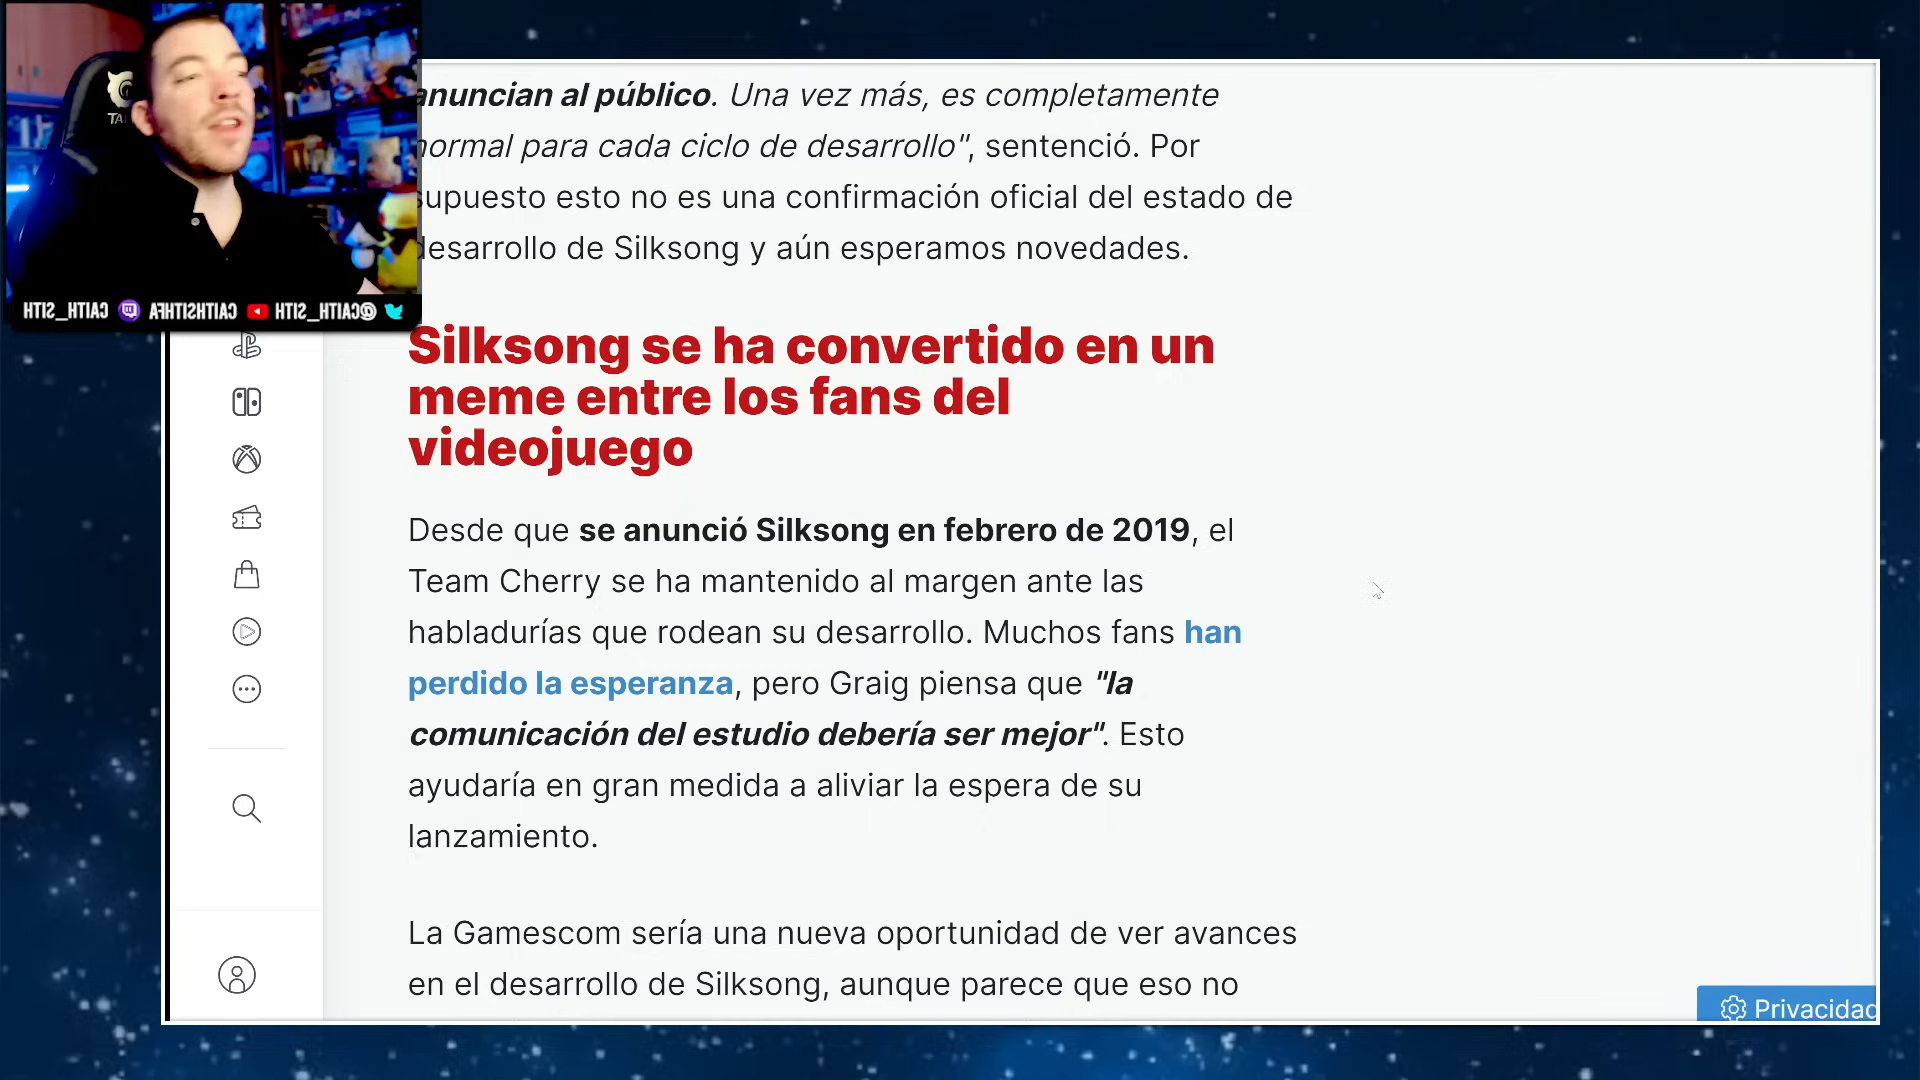 anuncian al público. Una vez más, es completamente
normal para cada ciclo de desarrollo", sentenció. Por
supuesto esto no es una confirmación oficial del estado de
desarrollo de Silksong y aún esperamos novedades.
CAITH_SITH CAITHSITHFA @CAITH_SITH
Silksong se ha convertido en un
meme entre los fans del
videojuego
Desde que se anunció Silksong en febrero de 2019, el
Team Cherry se ha mantenido al margen ante las
habladurías que rodean su desarrollo. Muchos fans han
perdido la esperanza, pero Graig piensa que "la
comunicación del estudio debería ser mejor". Esto
ayudaría en gran medida a aliviar la espera de su
lanzamiento.
La Gamescom sería una nueva oportunidad de ver avances
en el desarrollo de Silksong, aunque parece que eso no
Privacidad